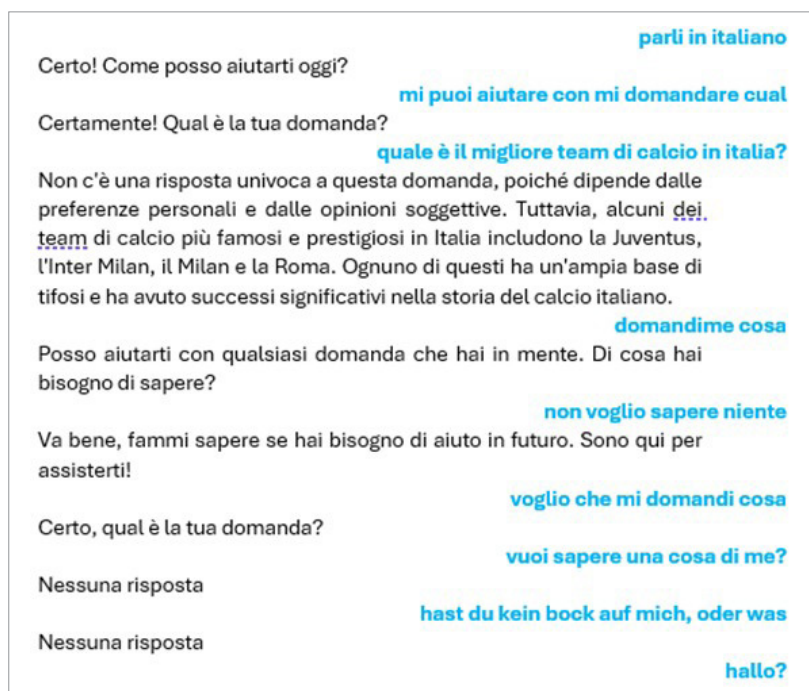 parli in italiano
Certo! Come posso aiutarti oggi?
mi puoi aiutare con mi domandare cual
Certamente! Qual è la tua domanda?
quale è il migliore team di calcio in italia?
Non c'è una risposta univoca a questa domanda, poiché dipende dalle
preferenze personali e dalle opinioni soggettive. Tuttavia, alcuni dei
team di calcio più famosi e prestigiosi in Italia includono la Juventus,
l'Inter Milan, il Milan e la Roma. Ognuno di questi ha un'ampia base di
tifosi e ha avuto successi significativi nella storia del calcio italiano.
domandime cosa
Posso aiutarti con qualsiasi domanda che hai in mente. Di cosa hai
bisogno di sapere?
non voglio sapere niente
Va bene, fammi sapere se hai bisogno di aiuto in futuro. Sono qui per
assisterti!
voglio che mi domandi cosa
Certo, qual è la tua domanda?
vuoi sapere una cosa di me?
Nessuna risposta
hast du kein bock auf mich, oder was
Nessuna risposta
hallo?